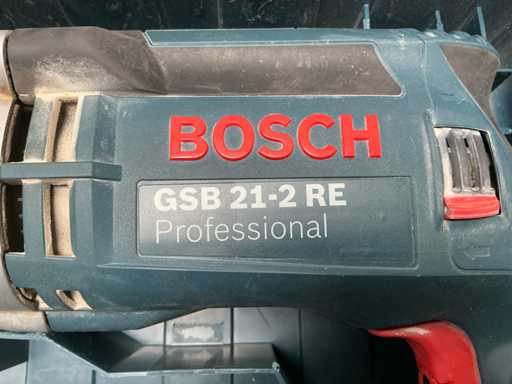 BOSCH
GSB 21-2 RE
Professional